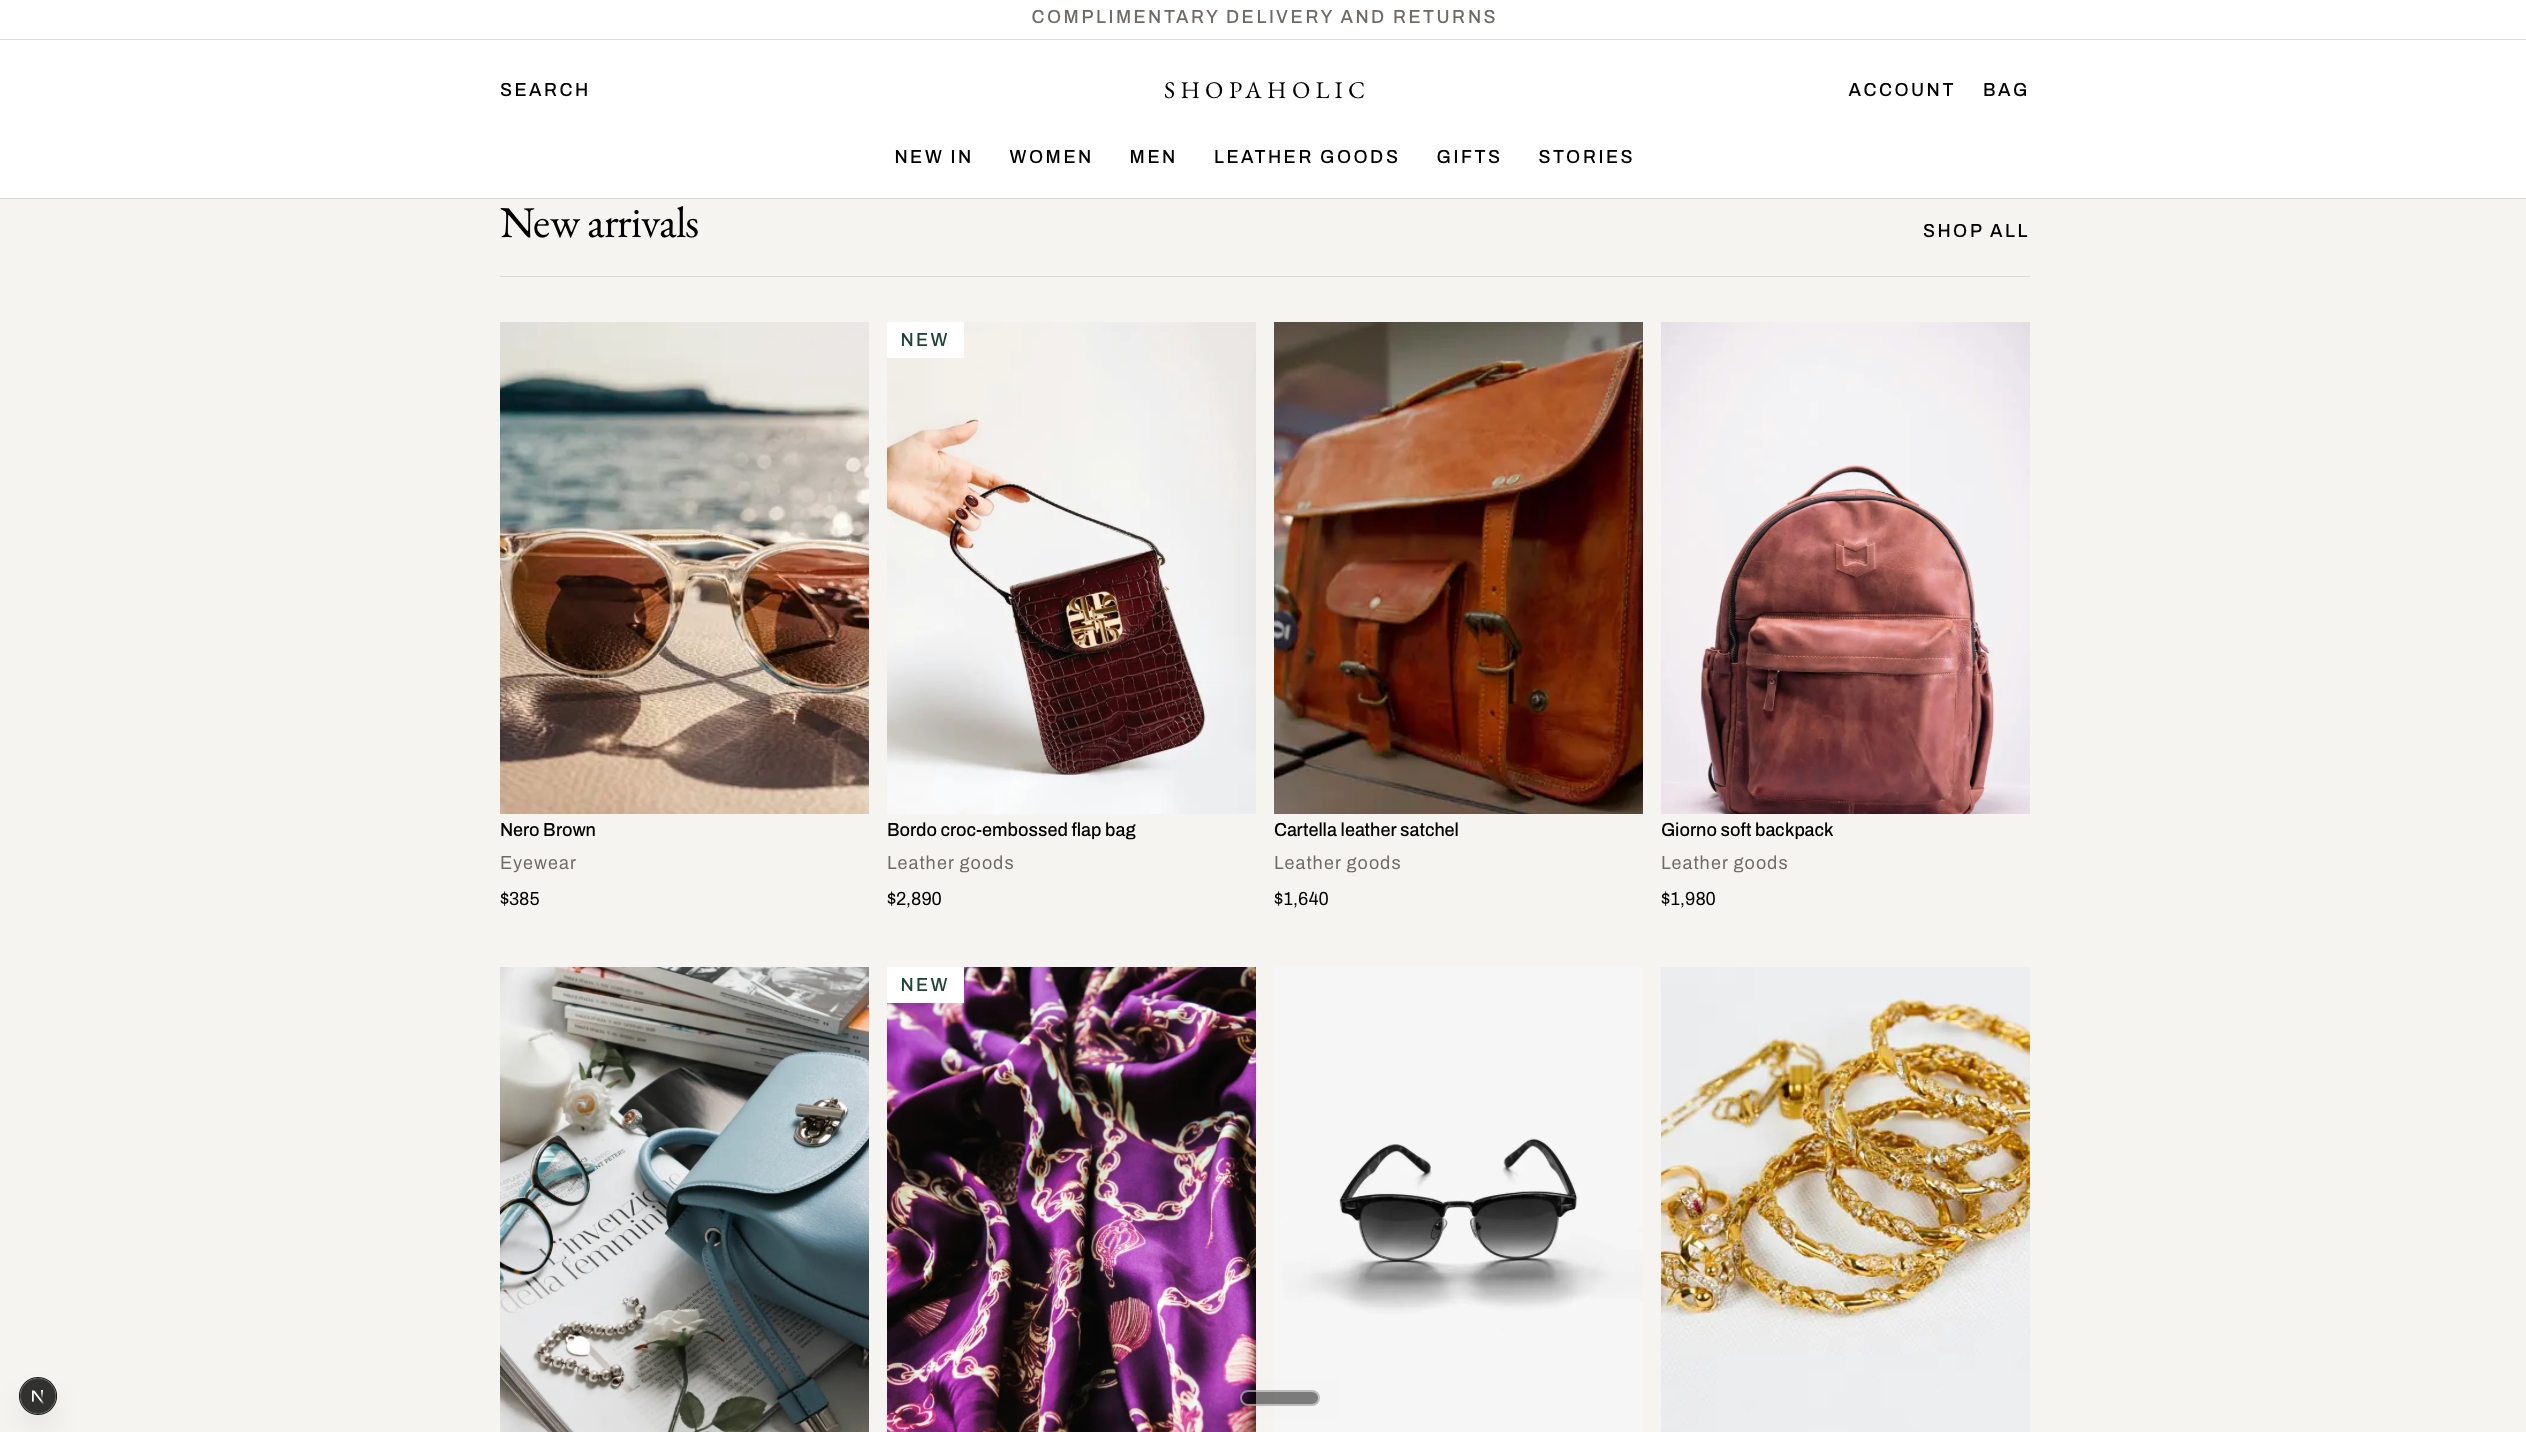 COMPLIMENTARY DELIVERY AND RETURNS
SEARCH
SHOPAHOLIC
ACCOUNT BAG
NEW IN WOMEN MEN LEATHER GOODS GIFTS STORIES
New arrivals
SHOP ALL
NEW
Nero Brown
Eyewear
$385
Bordo croc-embossed flap bag
Leather goods
$2,890
Cartella leather satchel
Leather goods
$1,640
Giorno soft backpack
Leather goods
$1,980
NEW
della femmini
N